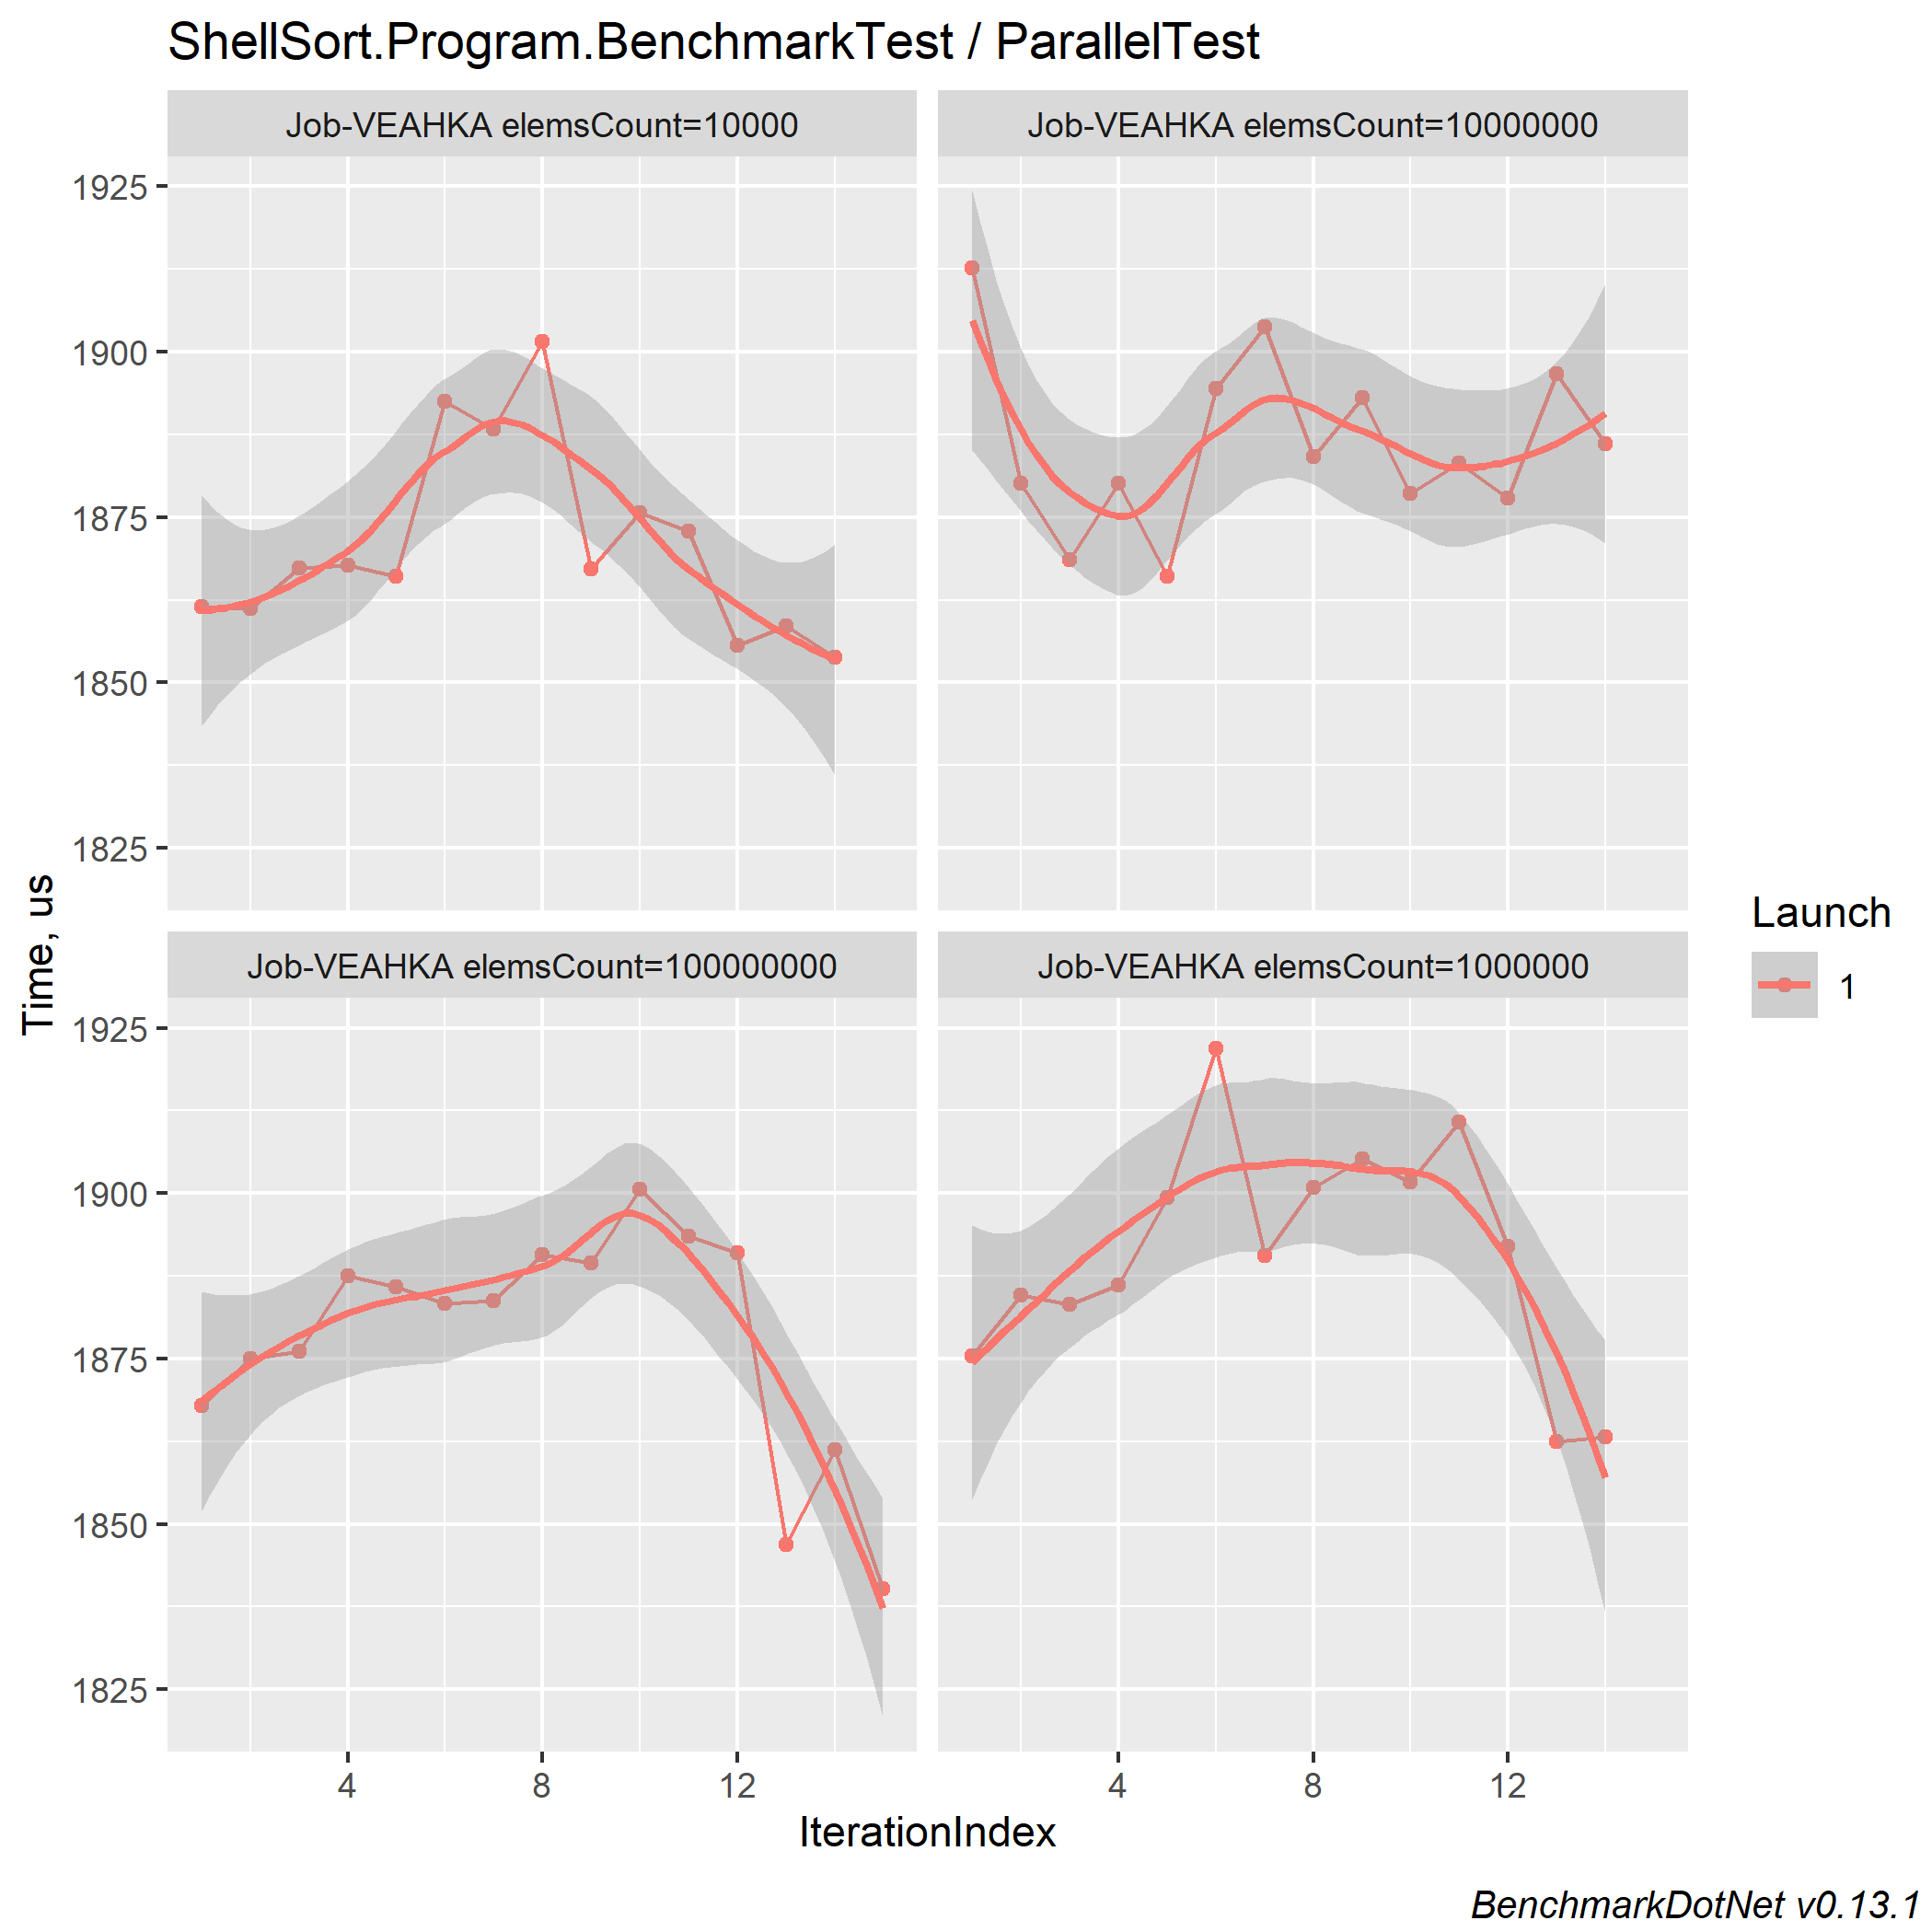 ShellSort.Program.BenchmarkTest / ParallelTest
Job-VEAHKA elemsCount=10000
Job-VEAHKA elemsCount=10000000
1925
1900
1875
1850
1825
Job-VEAHKA elemsCount=100000000
Job-VEAHKA elemsCount=1000000
1925
1900
1875
1850
1825
4
8
12
4
8
12
Time, us
IterationIndex
Launch
1
BenchmarkDotNet v0.13.1